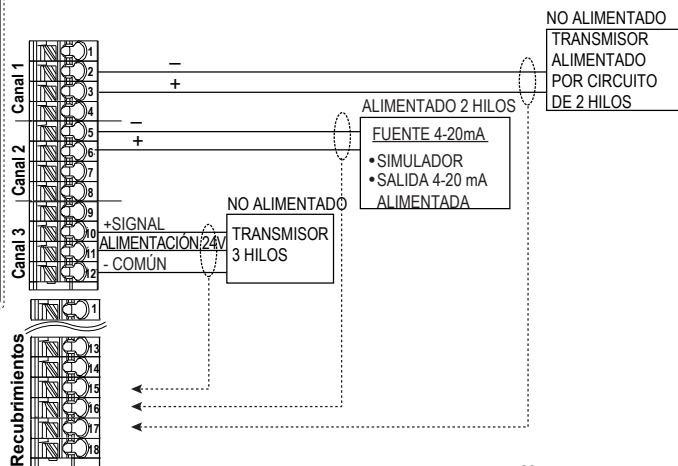 NO ALIMENTADO
TRANSMISOR
ALIMENTADO
POR CIRCUITO
DE 2 HILOS
Canal 1
1
2
3
4
–
+
ALIMENTADO 2 HILOS
FUENTE 4-20mA
•SIMULADOR
•SALIDA 4-20 mA
ALIMENTADA
Canal 2
5
6
7
8
–
+
NO ALIMENTADO
TRANSMISOR
3 HILOS
Canal 3
9
10
11
12
+SIGNAL
ALIMENTACIÓN 24V
- COMÚN
Recubrimientos
1
13
14
15
16
17
18